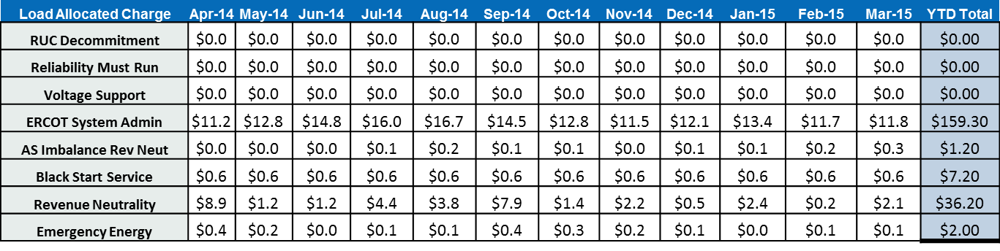 Load Allocated Charge Apr-14 May-14 Jun-14 Jul-14 Aug-14 Sep-14 Oct-14 Nov-14 Dec-14 Jan-15 Feb-15 Mar-15 YTD Total
RUC Decommitment $0.0 $0.0 $0.0 $0.0 $0.0 $0.0 $0.0 $0.0 $0.0 $0.0 $0.0 $0.0 $0.00
Reliability Must Run $0.0 $0.0 $0.0 $0.0 $0.0 $0.0 $0.0 $0.0 $0.0 $0.0 $0.0 $0.0 $0.00
Voltage Support $0.0 $0.0 $0.0 $0.0 $0.0 $0.0 $0.0 $0.0 $0.0 $0.0 $0.0 $0.0 $0.00
ERCOT System Admin $11.2 $12.8 $14.8 $16.0 $16.7 $14.5 $12.8 $11.5 $12.1 $13.4 $11.7 $11.8 $159.30
AS Imbalance Rev Neut $0.0 $0.0 $0.0 $0.1 $0.2 $0.1 $0.1 $0.0 $0.1 $0.1 $0.2 $0.3 $1.20
Black Start Service $0.6 $0.6 $0.6 $0.6 $0.6 $0.6 $0.6 $0.6 $0.6 $0.6 $0.6 $0.6 $7.20
Revenue Neutrality $8.9 $1.2 $1.2 $4.4 $3.8 $7.9 $1.4 $2.2 $0.5 $2.4 $0.2 $2.1 $36.20
Emergency Energy $0.4 $0.2 $0.0 $0.1 $0.1 $0.4 $0.3 $0.2 $0.1 $0.0 $0.1 $0.1 $2.00